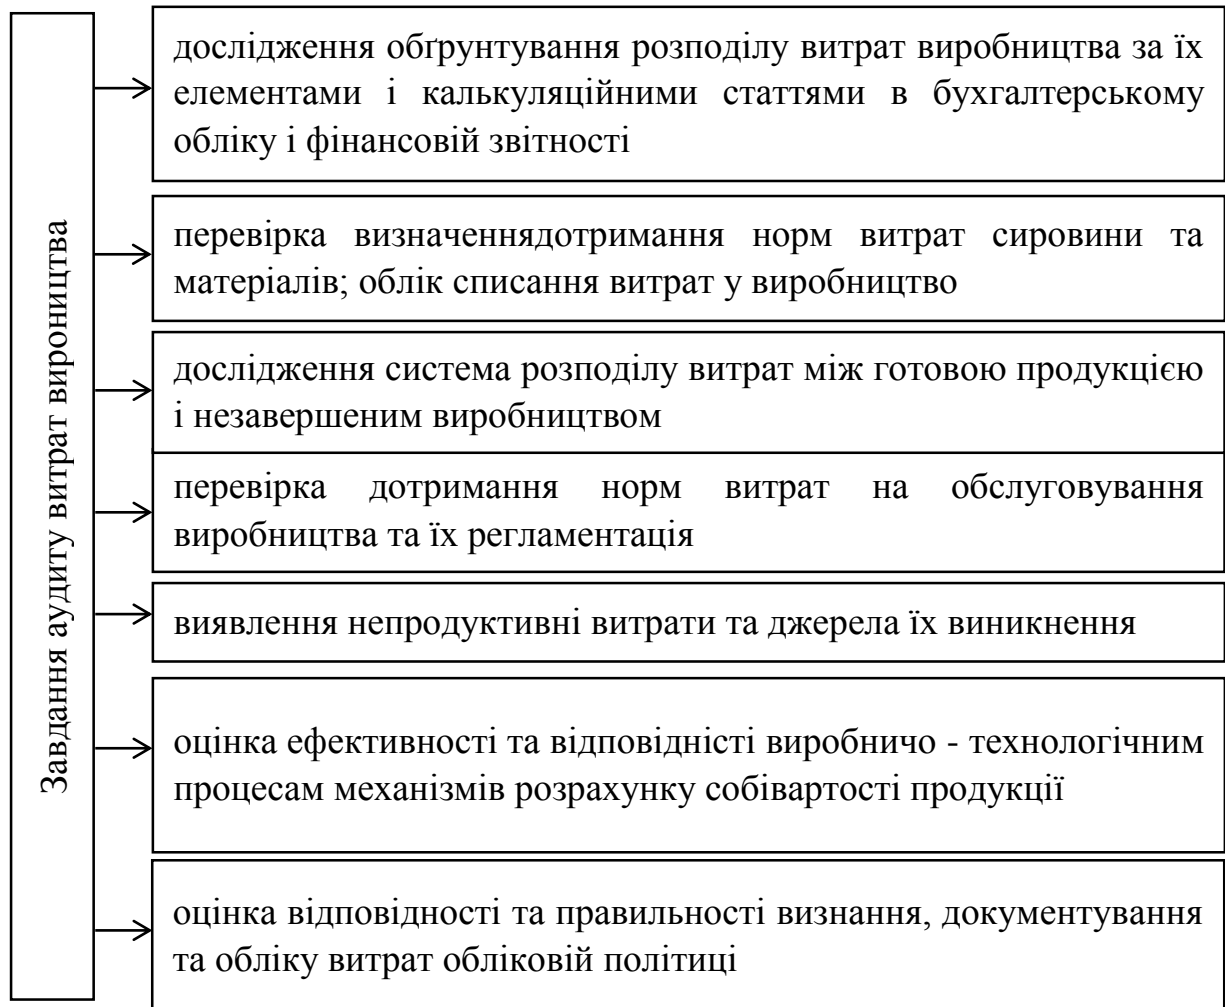 Завдання аудиту витрат вироництва
дослідження обґрунтування розподілу витрат виробництва за їх
елементами і калькуляційними статтями в бухгалтерському
обліку і фінансовій звітності
перевірка визначеннядотримання норм витрат сировини та
матеріалів; облік списання витрат у виробництво
дослідження система розподілу витрат між готовою продукцією
і незавершеним виробництвом
перевірка дотримання норм витрат на обслуговування
виробництва та їх регламентація
виявлення непродуктивні витрати та джерела їх виникнення
оцінка ефективності та відповідністі виробничо - технологічним
процесам механізмів розрахунку собівартості продукції
оцінка відповідності та правильності визнання, документування
та обліку витрат обліковій політиці